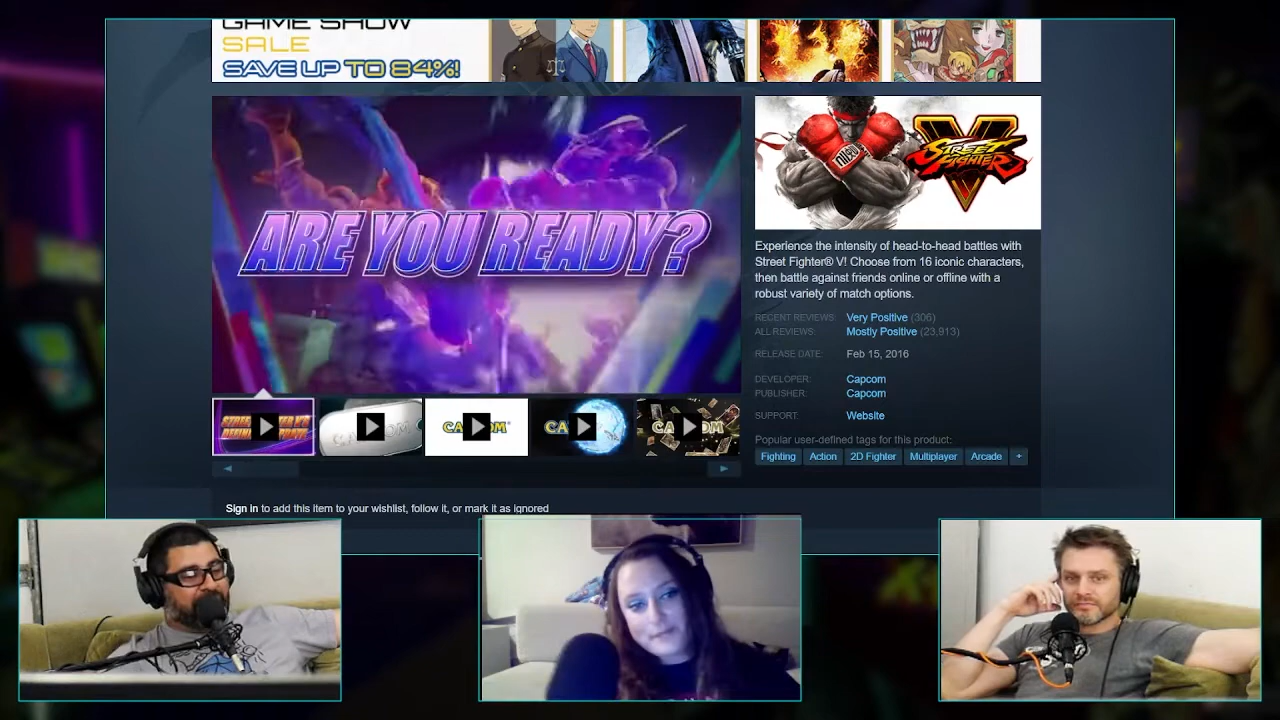 GAME SHOW
SALE
SAVE UP TO 84%!
ARE YOU READY?
STREET FIGHTER V
Experience the intensity of head-to-head battles with
Street Fighter® V! Choose from 16 iconic characters,
then battle against friends online or offline with a
robust variety of match options.
RECENT REVIEWS: Very Positive (306)
ALL REVIEWS: Mostly Positive (23,913)
RELEASE DATE: Feb 15, 2016
DEVELOPER: Capcom
PUBLISHER: Capcom
SUPPORT: Website
Popular user-defined tags for this product:
Fighting Action 2D Fighter Multiplayer Arcade +
Sign in to add this item to your wishlist, follow it, or mark it as ignored